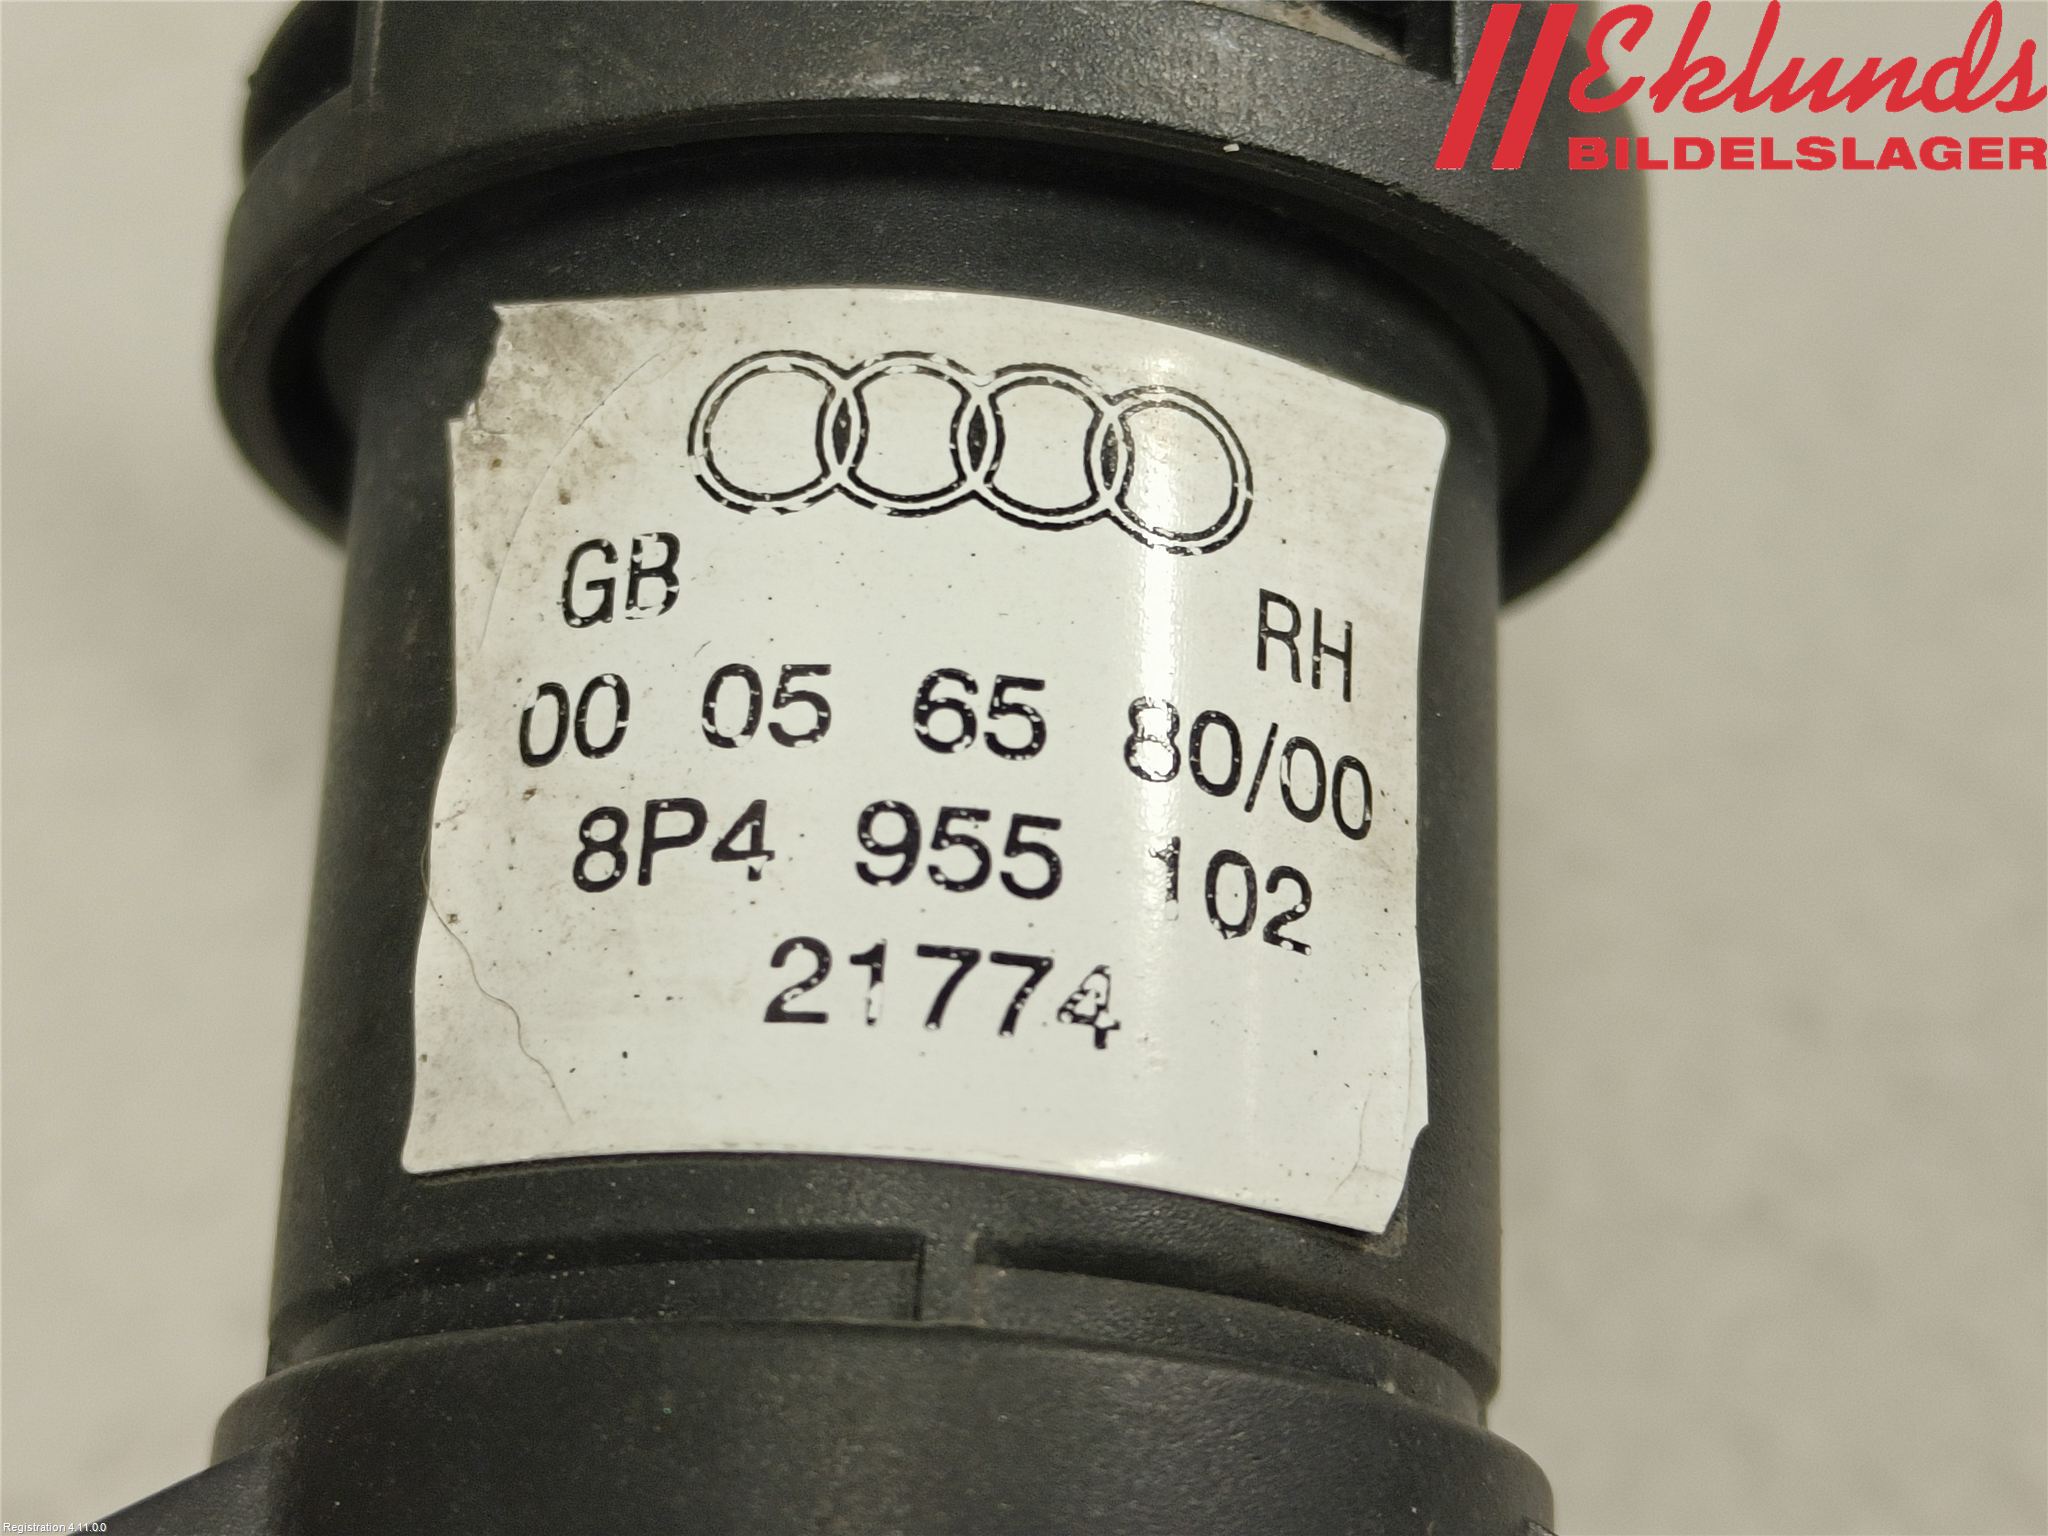 Eklunds
BILDELSLAGER
GB RH
00 05 65 80/00
8P4 955 102
21774
Registration 4.11.0.0